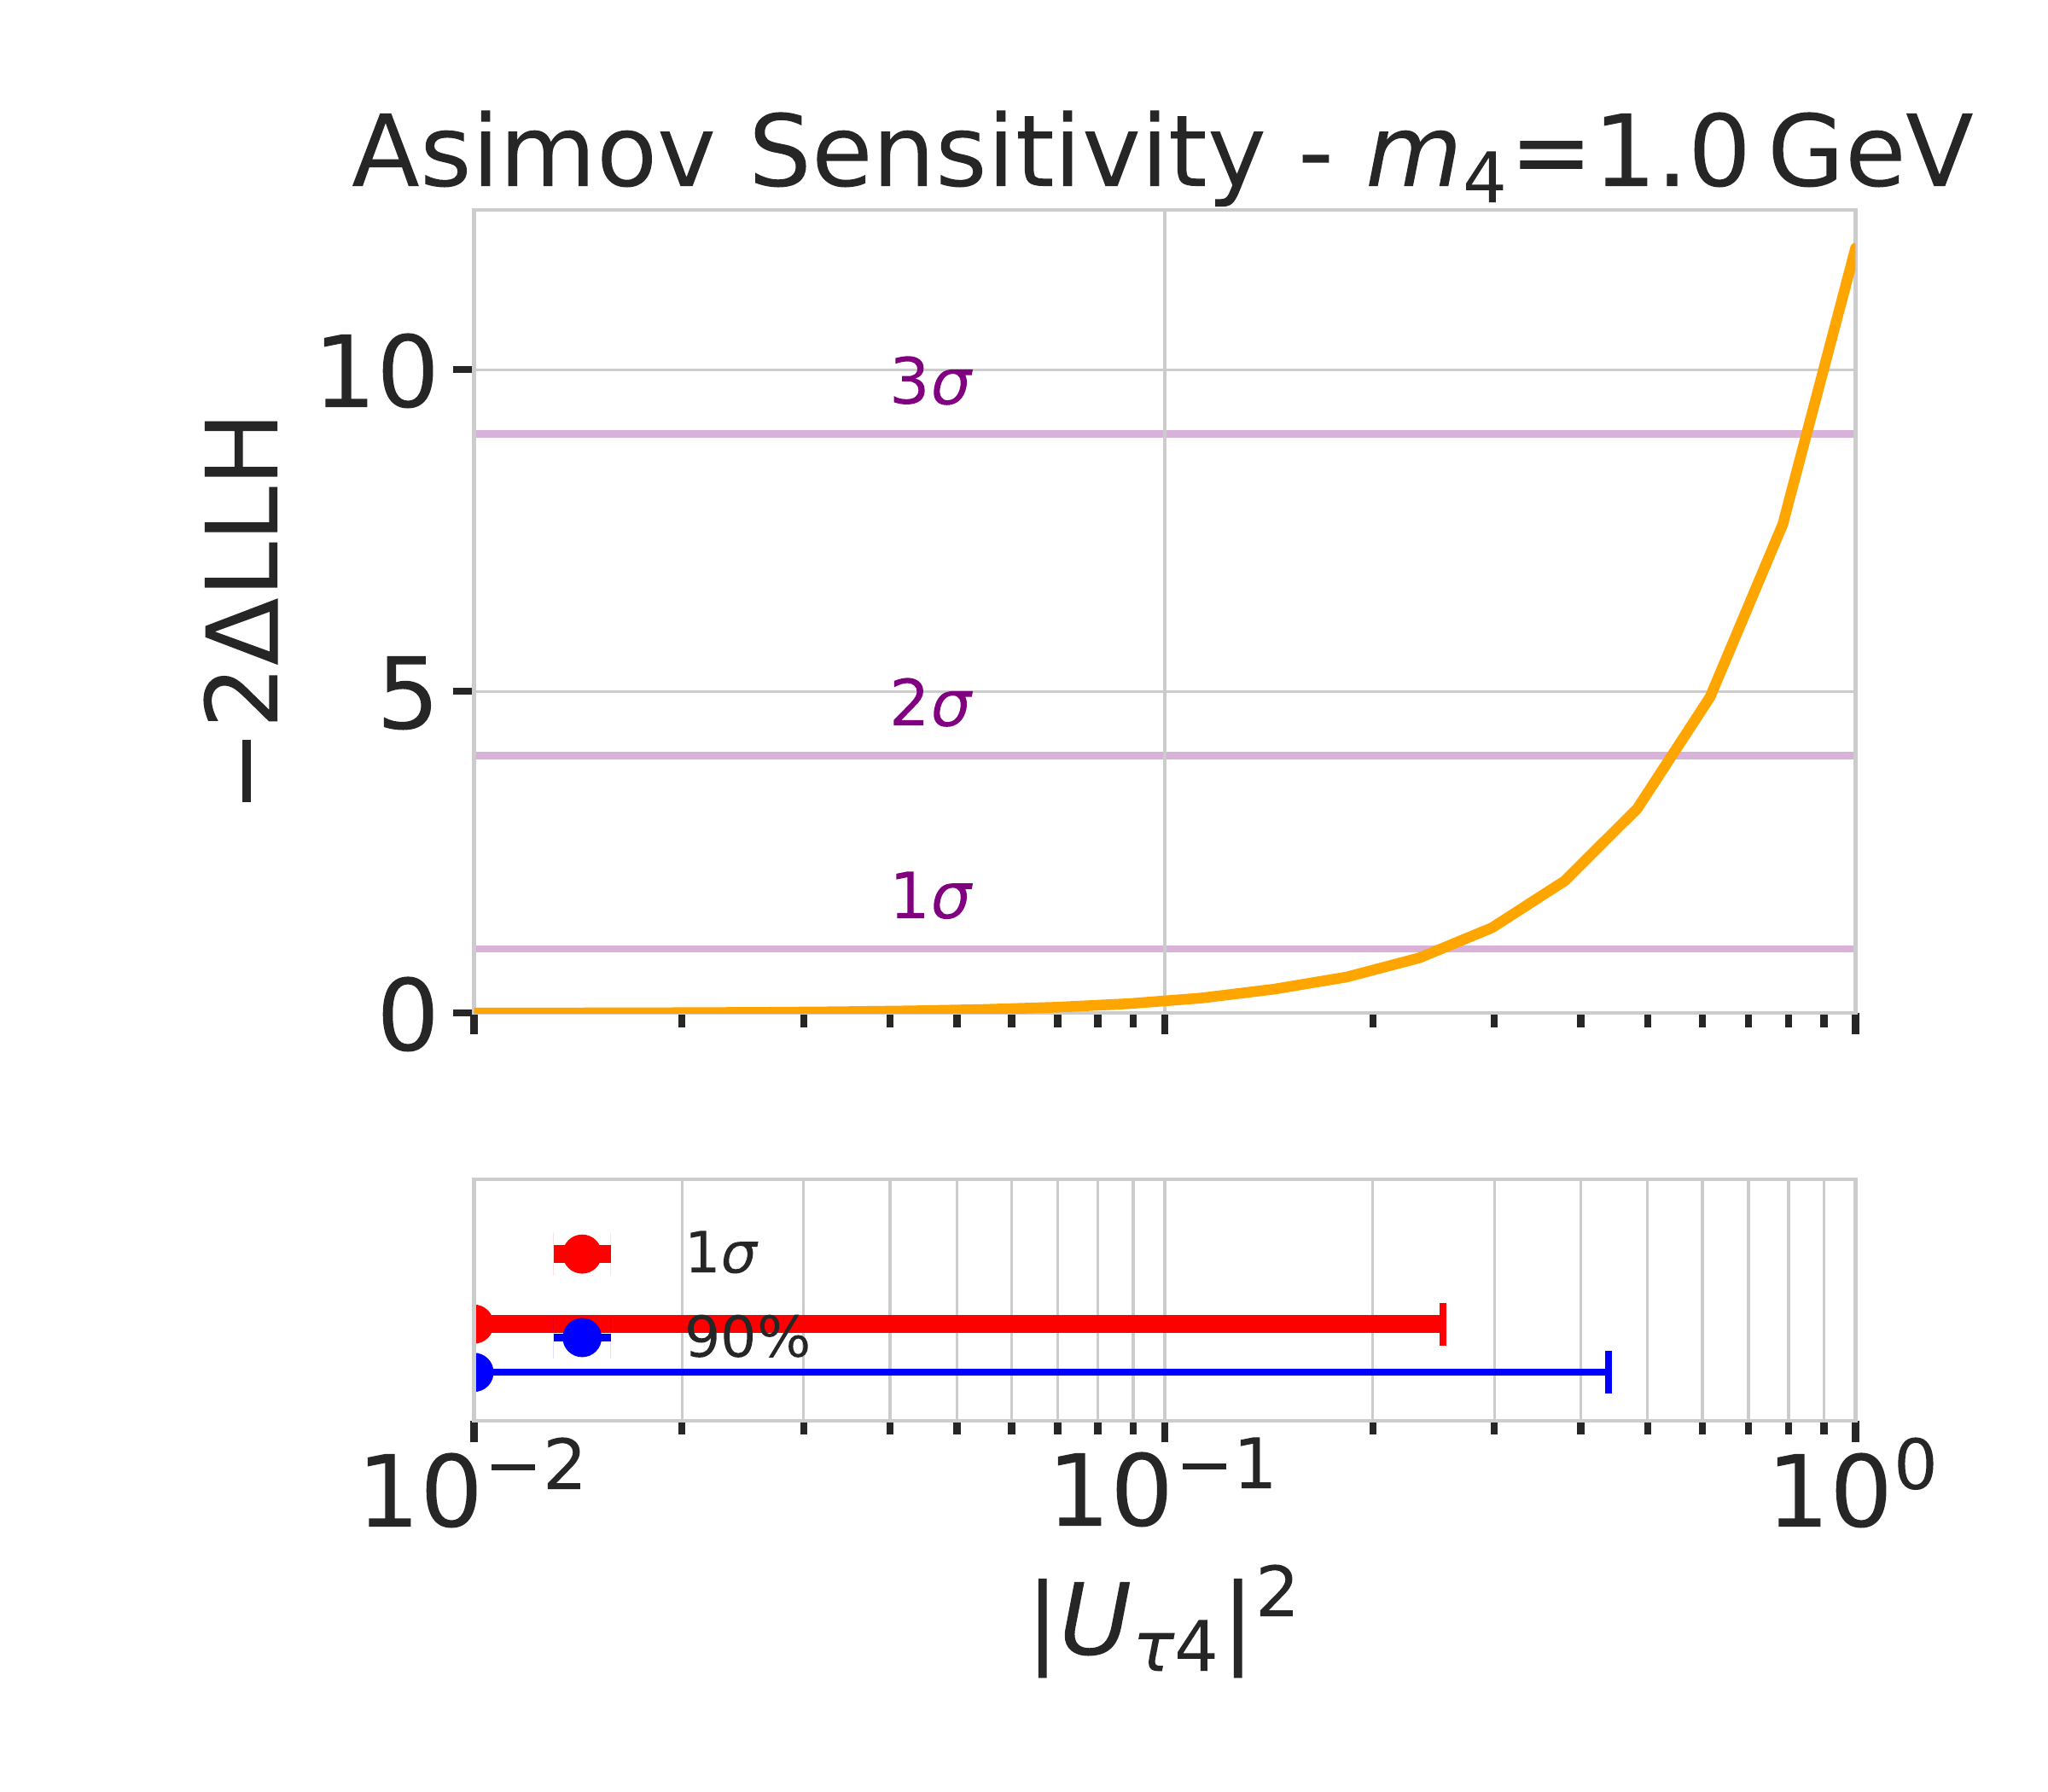 Asimov Sensitivity - m₄=1.0 GeV
−2ΔLLH
10
5
0
3σ
2σ
1σ
1σ
90%
10⁻² 10⁻¹ 10⁰
|U_τ4|²